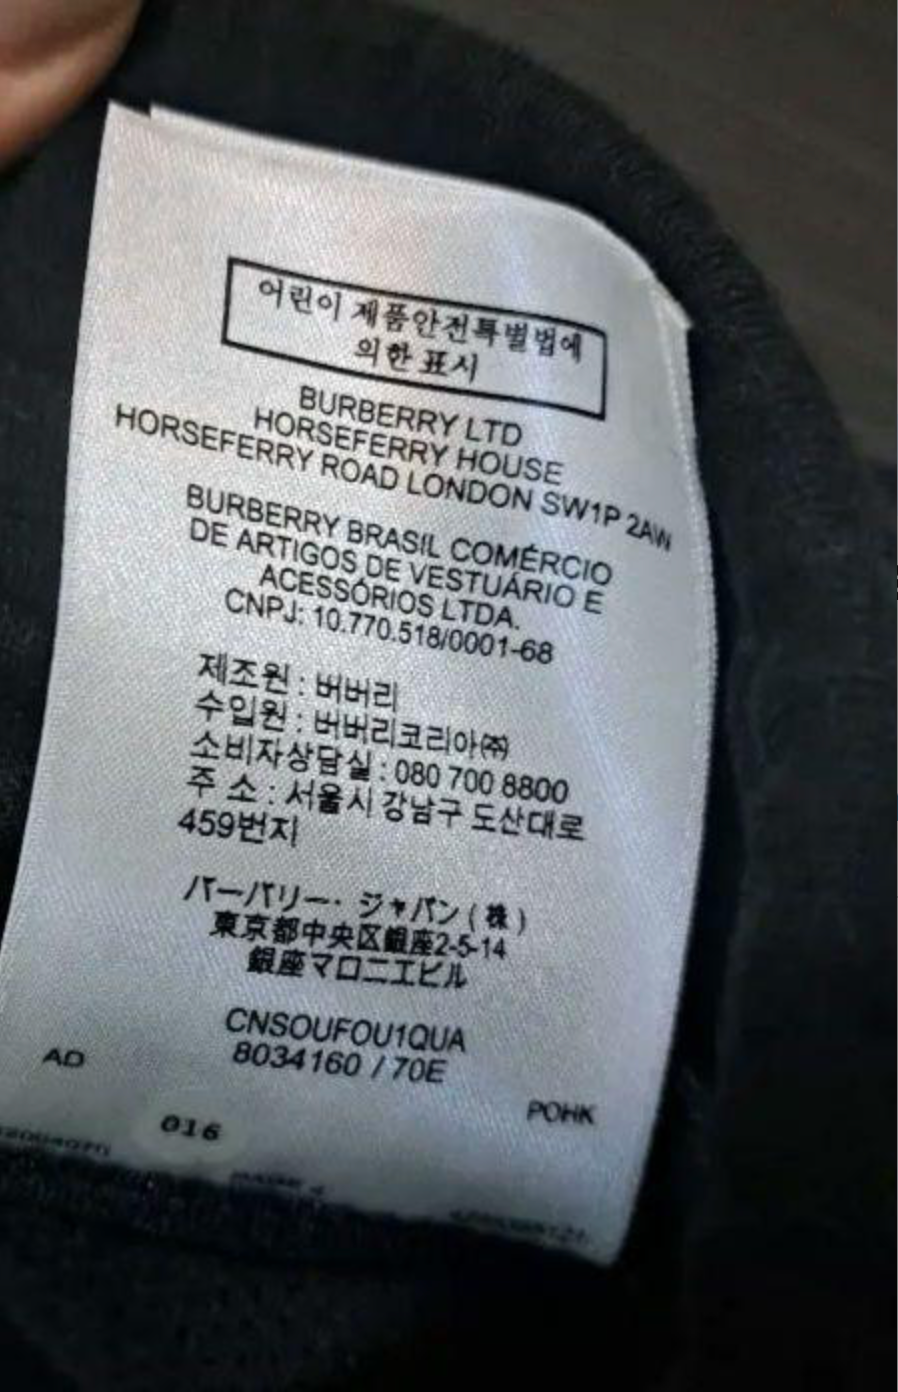 어린이 제품안전특별법에
의한 표시
BURBERRY LTD
HORSEFERRY HOUSE
HORSEFERRY ROAD LONDON SW1P 2AW
BURBERRY BRASIL COMÉRCIO
DE ARTIGOS DE VESTUÁRIO E
ACESSÓRIOS LTDA.
CNPJ: 10.770.518/0001-68
제조원 : 버버리
수입원 : 버버리코리아㈜
소비자상담실 : 080 700 8800
주 소 : 서울시 강남구 도산대로
459번지
バーバリー・ジャパン ( 株 )
東京都中央区銀座2-5-14
銀座マロニエビル
CNSOUFOU1QUA
8034160 / 70E
AD
POHK
016